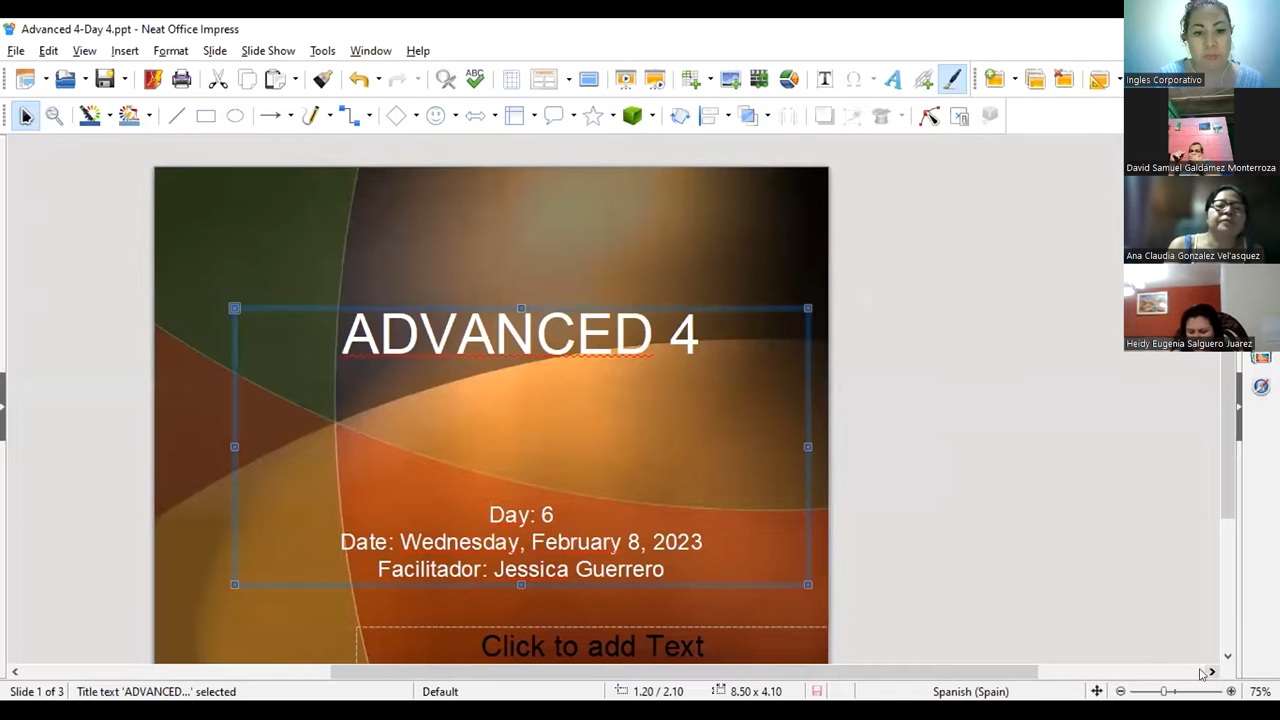 Advanced 4-Day 4.ppt - Neat Office Impress
File Edit View Insert Format Slide Slide Show Tools Window Help
Ingles Corporativo
David Samuel Galdámez Monterroza
Ana Claudia Gonzalez Vel'asquez
Heidy Eugenia Salguero Juarez
ADVANCED 4
Day: 6
Date: Wednesday, February 8, 2023
Facilitador: Jessica Guerrero
Click to add Text
Slide 1 of 3 Title text 'ADVANCED...' selected Default 1.20 / 2.10 8.50 x 4.10 Spanish (Spain) 75%